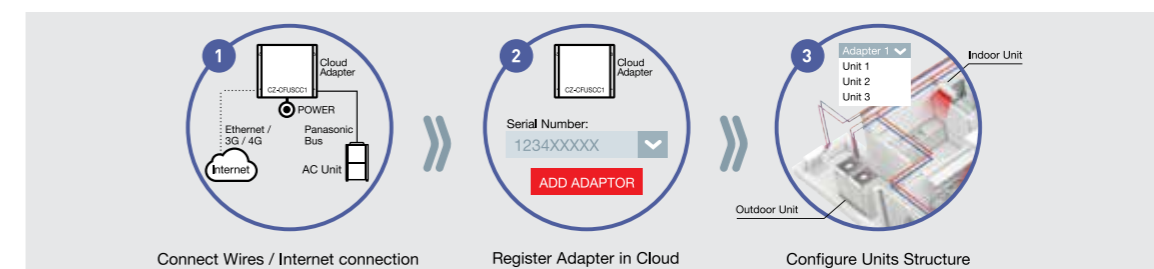 1
Cloud
Adapter
CZ-CFUSCC1
POWER
Ethernet /
3G / 4G
Panasonic
Bus
Internet
AC Unit
Connect Wires / Internet connection
2
Cloud
Adapter
CZ-CFUSCC1
Serial Number:
1234XXXXX
ADD ADAPTOR
Register Adapter in Cloud
3
Adapter 1
Unit 1
Unit 2
Unit 3
Indoor Unit
Outdoor Unit
Configure Units Structure